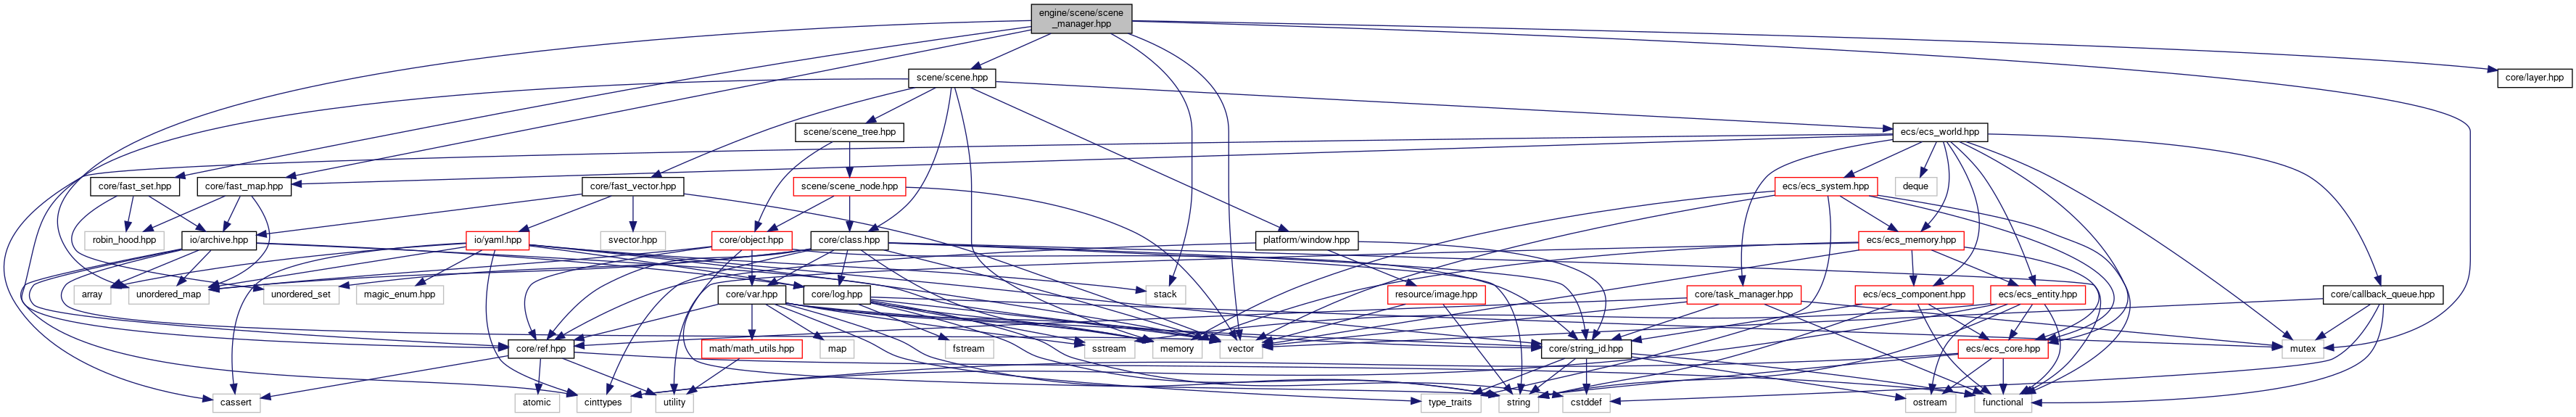 engine/scene/scene
_manager.hpp
scene/scene.hpp
core/layer.hpp
scene/scene_tree.hpp
ecs/ecs_world.hpp
core/fast_set.hpp
core/fast_map.hpp
core/fast_vector.hpp
scene/scene_node.hpp
ecs/ecs_system.hpp
deque
robin_hood.hpp
io/archive.hpp
io/yaml.hpp
svector.hpp
core/object.hpp
core/class.hpp
platform/window.hpp
ecs/ecs_memory.hpp
array
unordered_map
unordered_set
magic_enum.hpp
core/var.hpp
core/log.hpp
stack
resource/image.hpp
core/task_manager.hpp
ecs/ecs_component.hpp
ecs/ecs_entity.hpp
core/callback_queue.hpp
core/ref.hpp
math/math_utils.hpp
map
fstream
sstream
memory
vector
core/string_id.hpp
ecs/ecs_core.hpp
mutex
cassert
atomic
cinttypes
utility
type_traits
string
cstddef
ostream
functional